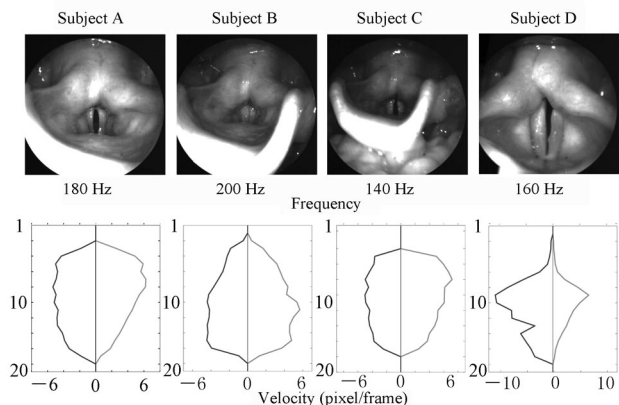 Subject A Subject B Subject C Subject D
180 Hz 200 Hz 140 Hz 160 Hz
Frequency
1 1 1 1
10 10 10 10
20 20 20 20
−6 0 6 −6 0 6 −6 0 6 −10 0 10
Velocity (pixel/frame)